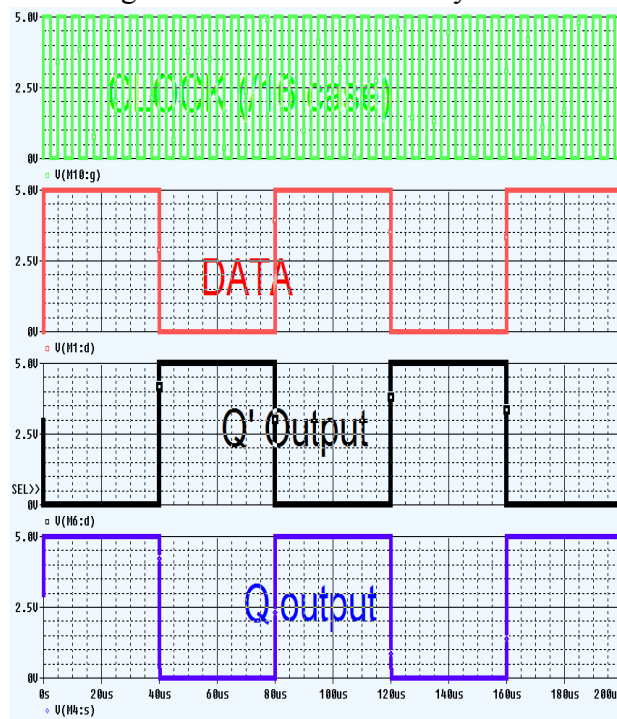 5.0V
CLOCK (/16 case)
2.5V
0V
V(M10:g)
5.0V
2.5V
DATA
0V
V(M1:d)
5.0V
2.5V
Q' Output
SEL>>
0V
V(M6:d)
5.0V
2.5V
Q output
0V
0s 20us 40us 60us 80us 100us 120us 140us 160us 180us
V(M4:s)